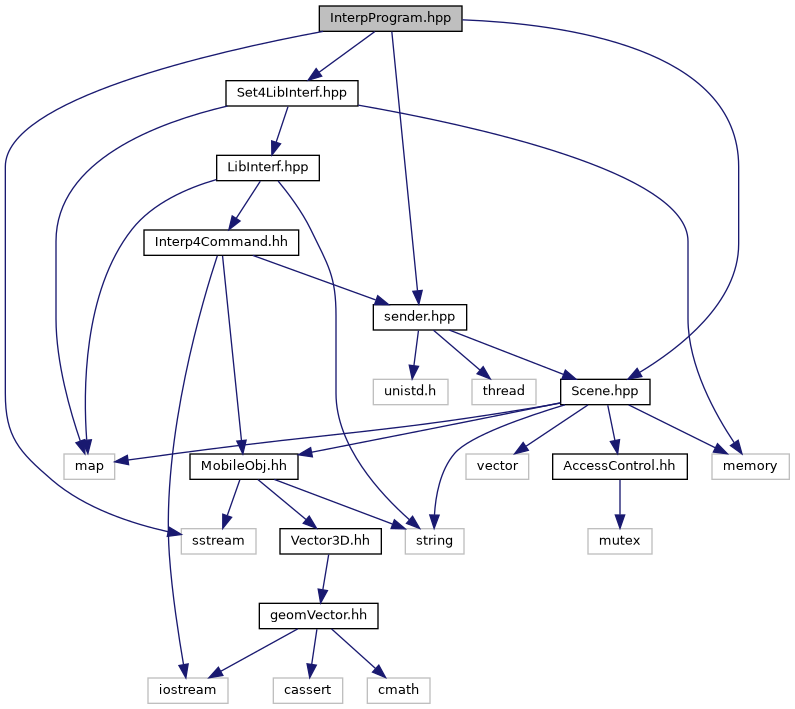 InterpProgram.hpp
Set4LibInterf.hpp
LibInterf.hpp
Interp4Command.hh
sender.hpp
unistd.h
thread
Scene.hpp
map
MobileObj.hh
vector
AccessControl.hh
memory
sstream
Vector3D.hh
string
mutex
geomVector.hh
iostream
cassert
cmath